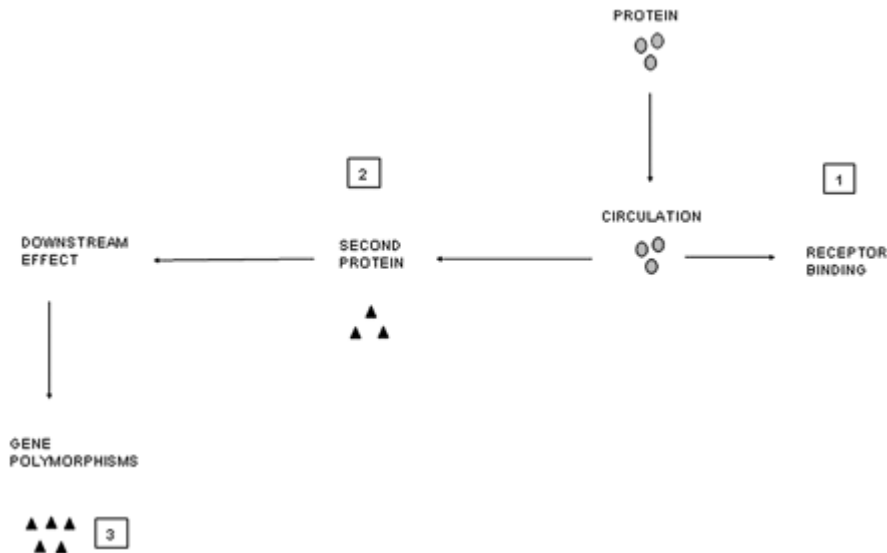 PROTEIN
2
1
CIRCULATION
DOWNSTREAM
EFFECT
SECOND
PROTEIN
RECEPTOR
BINDING
GENE
POLYMORPHISMS
3